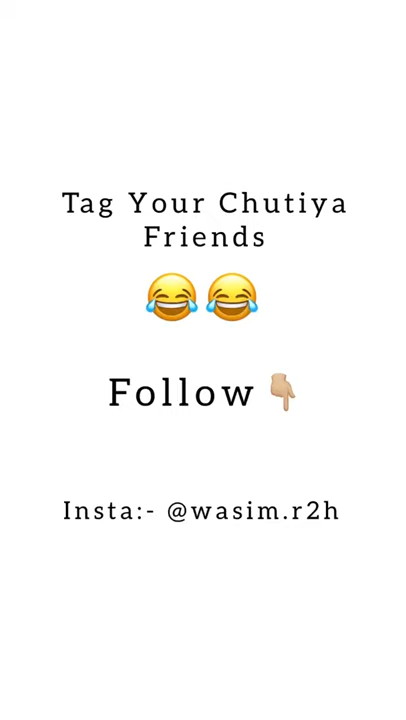 Tag Your Chutiya
Friends
😂😂
Follow 👇🏼
Insta:- @wasim.r2h